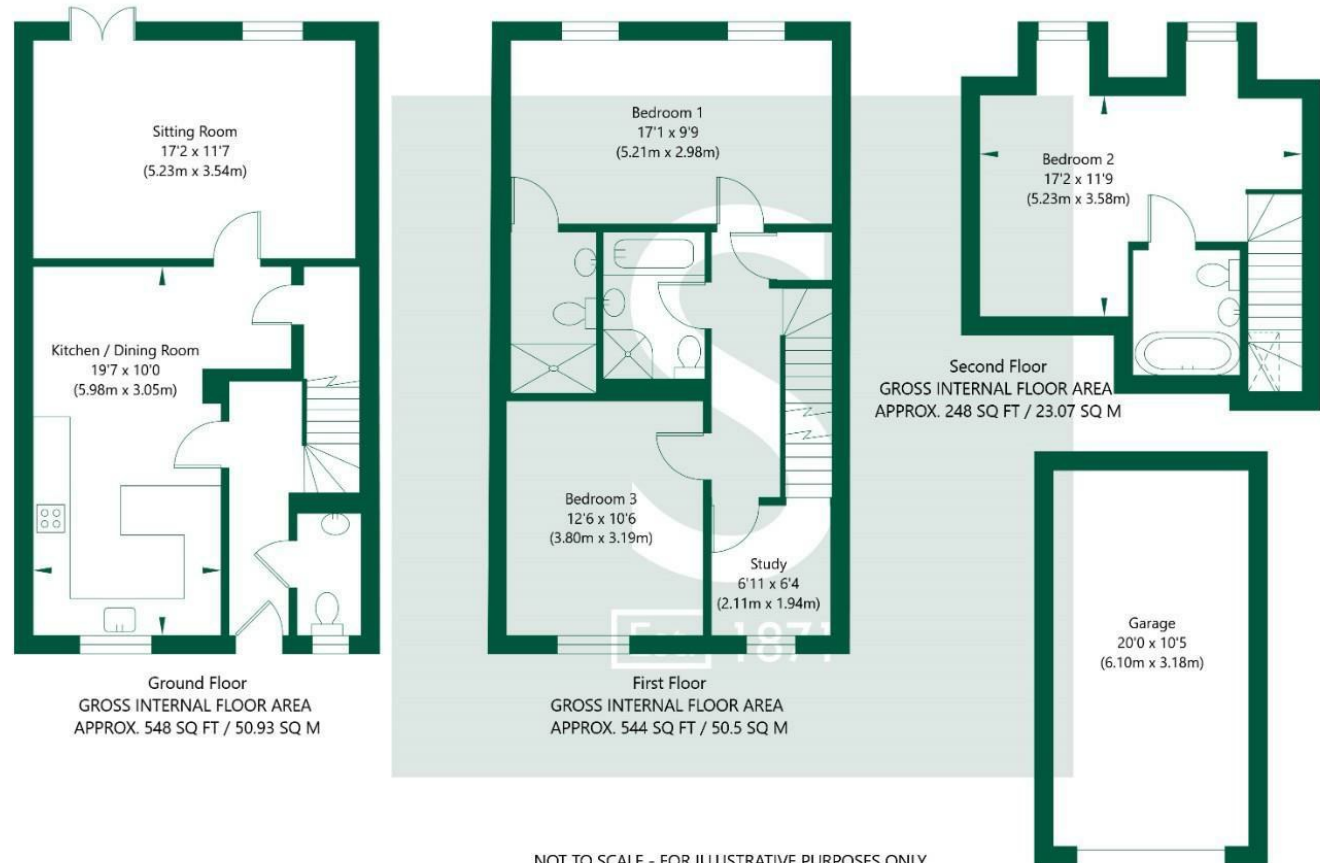 Sitting Room
17'2 x 11'7
(5.23m x 3.54m)
Kitchen / Dining Room
19'7 x 10'0
(5.98m x 3.05m)
Ground Floor
GROSS INTERNAL FLOOR AREA
APPROX. 548 SQ FT / 50.93 SQ M
Bedroom 1
17'1 x 9'9
(5.21m x 2.98m)
Bedroom 3
12'6 x 10'6
(3.80m x 3.19m)
Study
6'11 x 6'4
(2.11m x 1.94m)
S
Est. 1871
First Floor
GROSS INTERNAL FLOOR AREA
APPROX. 544 SQ FT / 50.5 SQ M
Bedroom 2
17'2 x 11'9
(5.23m x 3.58m)
Second Floor
GROSS INTERNAL FLOOR AREA
APPROX. 248 SQ FT / 23.07 SQ M
Garage
20'0 x 10'5
(6.10m x 3.18m)
NOT TO SCALE - FOR ILLUSTRATIVE PURPOSES ONLY